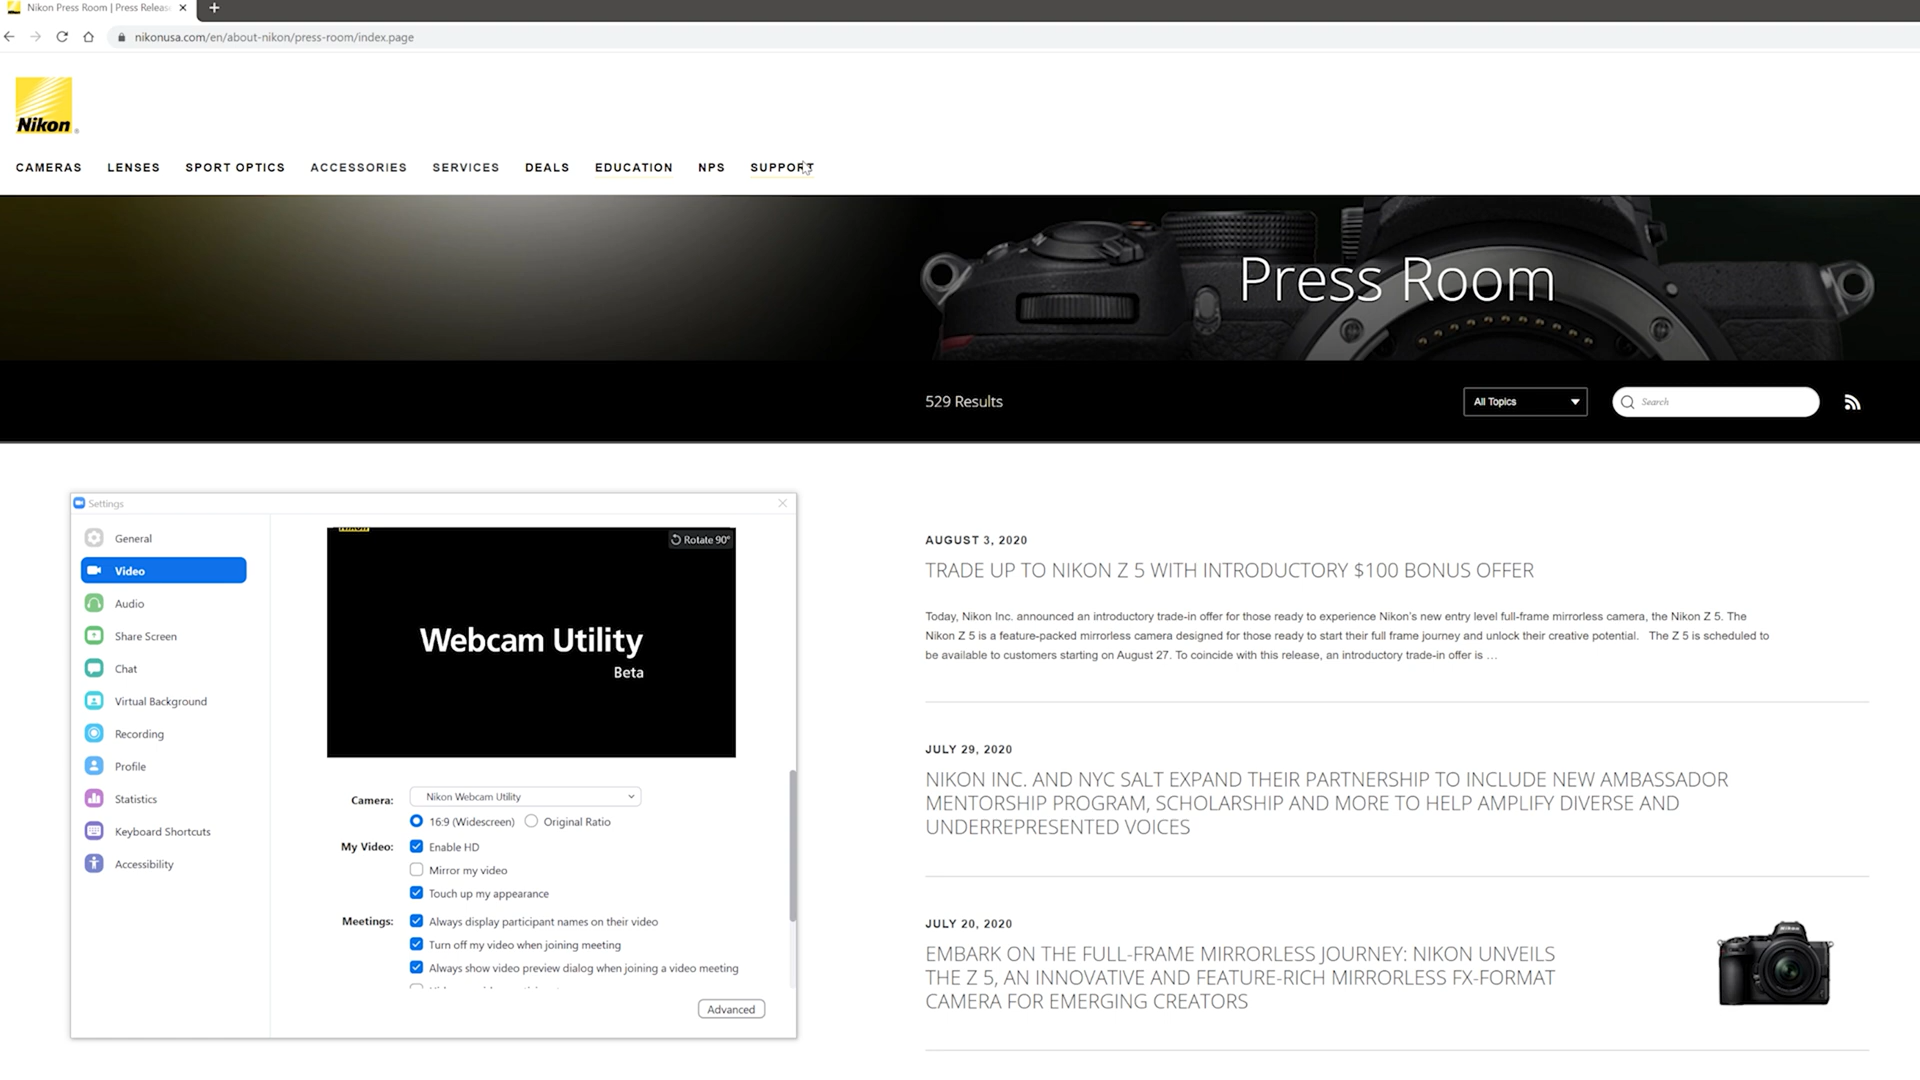 Nikon Press Room | Press Releas
nikonusa.com/en/about-nikon/press-room/index.page
Nikon
CAMERAS LENSES SPORT OPTICS ACCESSORIES SERVICES DEALS EDUCATION NPS SUPPORT
Press Room
529 Results
All Topics
Search
Settings
General
Video
Audio
Share Screen
Chat
Virtual Background
Recording
Profile
Statistics
Keyboard Shortcuts
Accessibility
Nikon
Rotate 90°
Webcam Utility
Beta
Camera: Nikon Webcam Utility
16:9 (Widescreen) Original Ratio
My Video: Enable HD
Mirror my video
Touch up my appearance
Meetings: Always display participant names on their video
Turn off my video when joining meeting
Always show video preview dialog when joining a video meeting
Advanced
AUGUST 3, 2020
TRADE UP TO NIKON Z 5 WITH INTRODUCTORY $100 BONUS OFFER
Today, Nikon Inc. announced an introductory trade-in offer for those ready to experience Nikon's new entry level full-frame mirrorless camera, the Nikon Z 5. The
Nikon Z 5 is a feature-packed mirrorless camera designed for those ready to start their full frame journey and unlock their creative potential. The Z 5 is scheduled to
be available to customers starting on August 27. To coincide with this release, an introductory trade-in offer is ...
JULY 29, 2020
NIKON INC. AND NYC SALT EXPAND THEIR PARTNERSHIP TO INCLUDE NEW AMBASSADOR
MENTORSHIP PROGRAM, SCHOLARSHIP AND MORE TO HELP AMPLIFY DIVERSE AND
UNDERREPRESENTED VOICES
JULY 20, 2020
EMBARK ON THE FULL-FRAME MIRRORLESS JOURNEY: NIKON UNVEILS
THE Z 5, AN INNOVATIVE AND FEATURE-RICH MIRRORLESS FX-FORMAT
CAMERA FOR EMERGING CREATORS